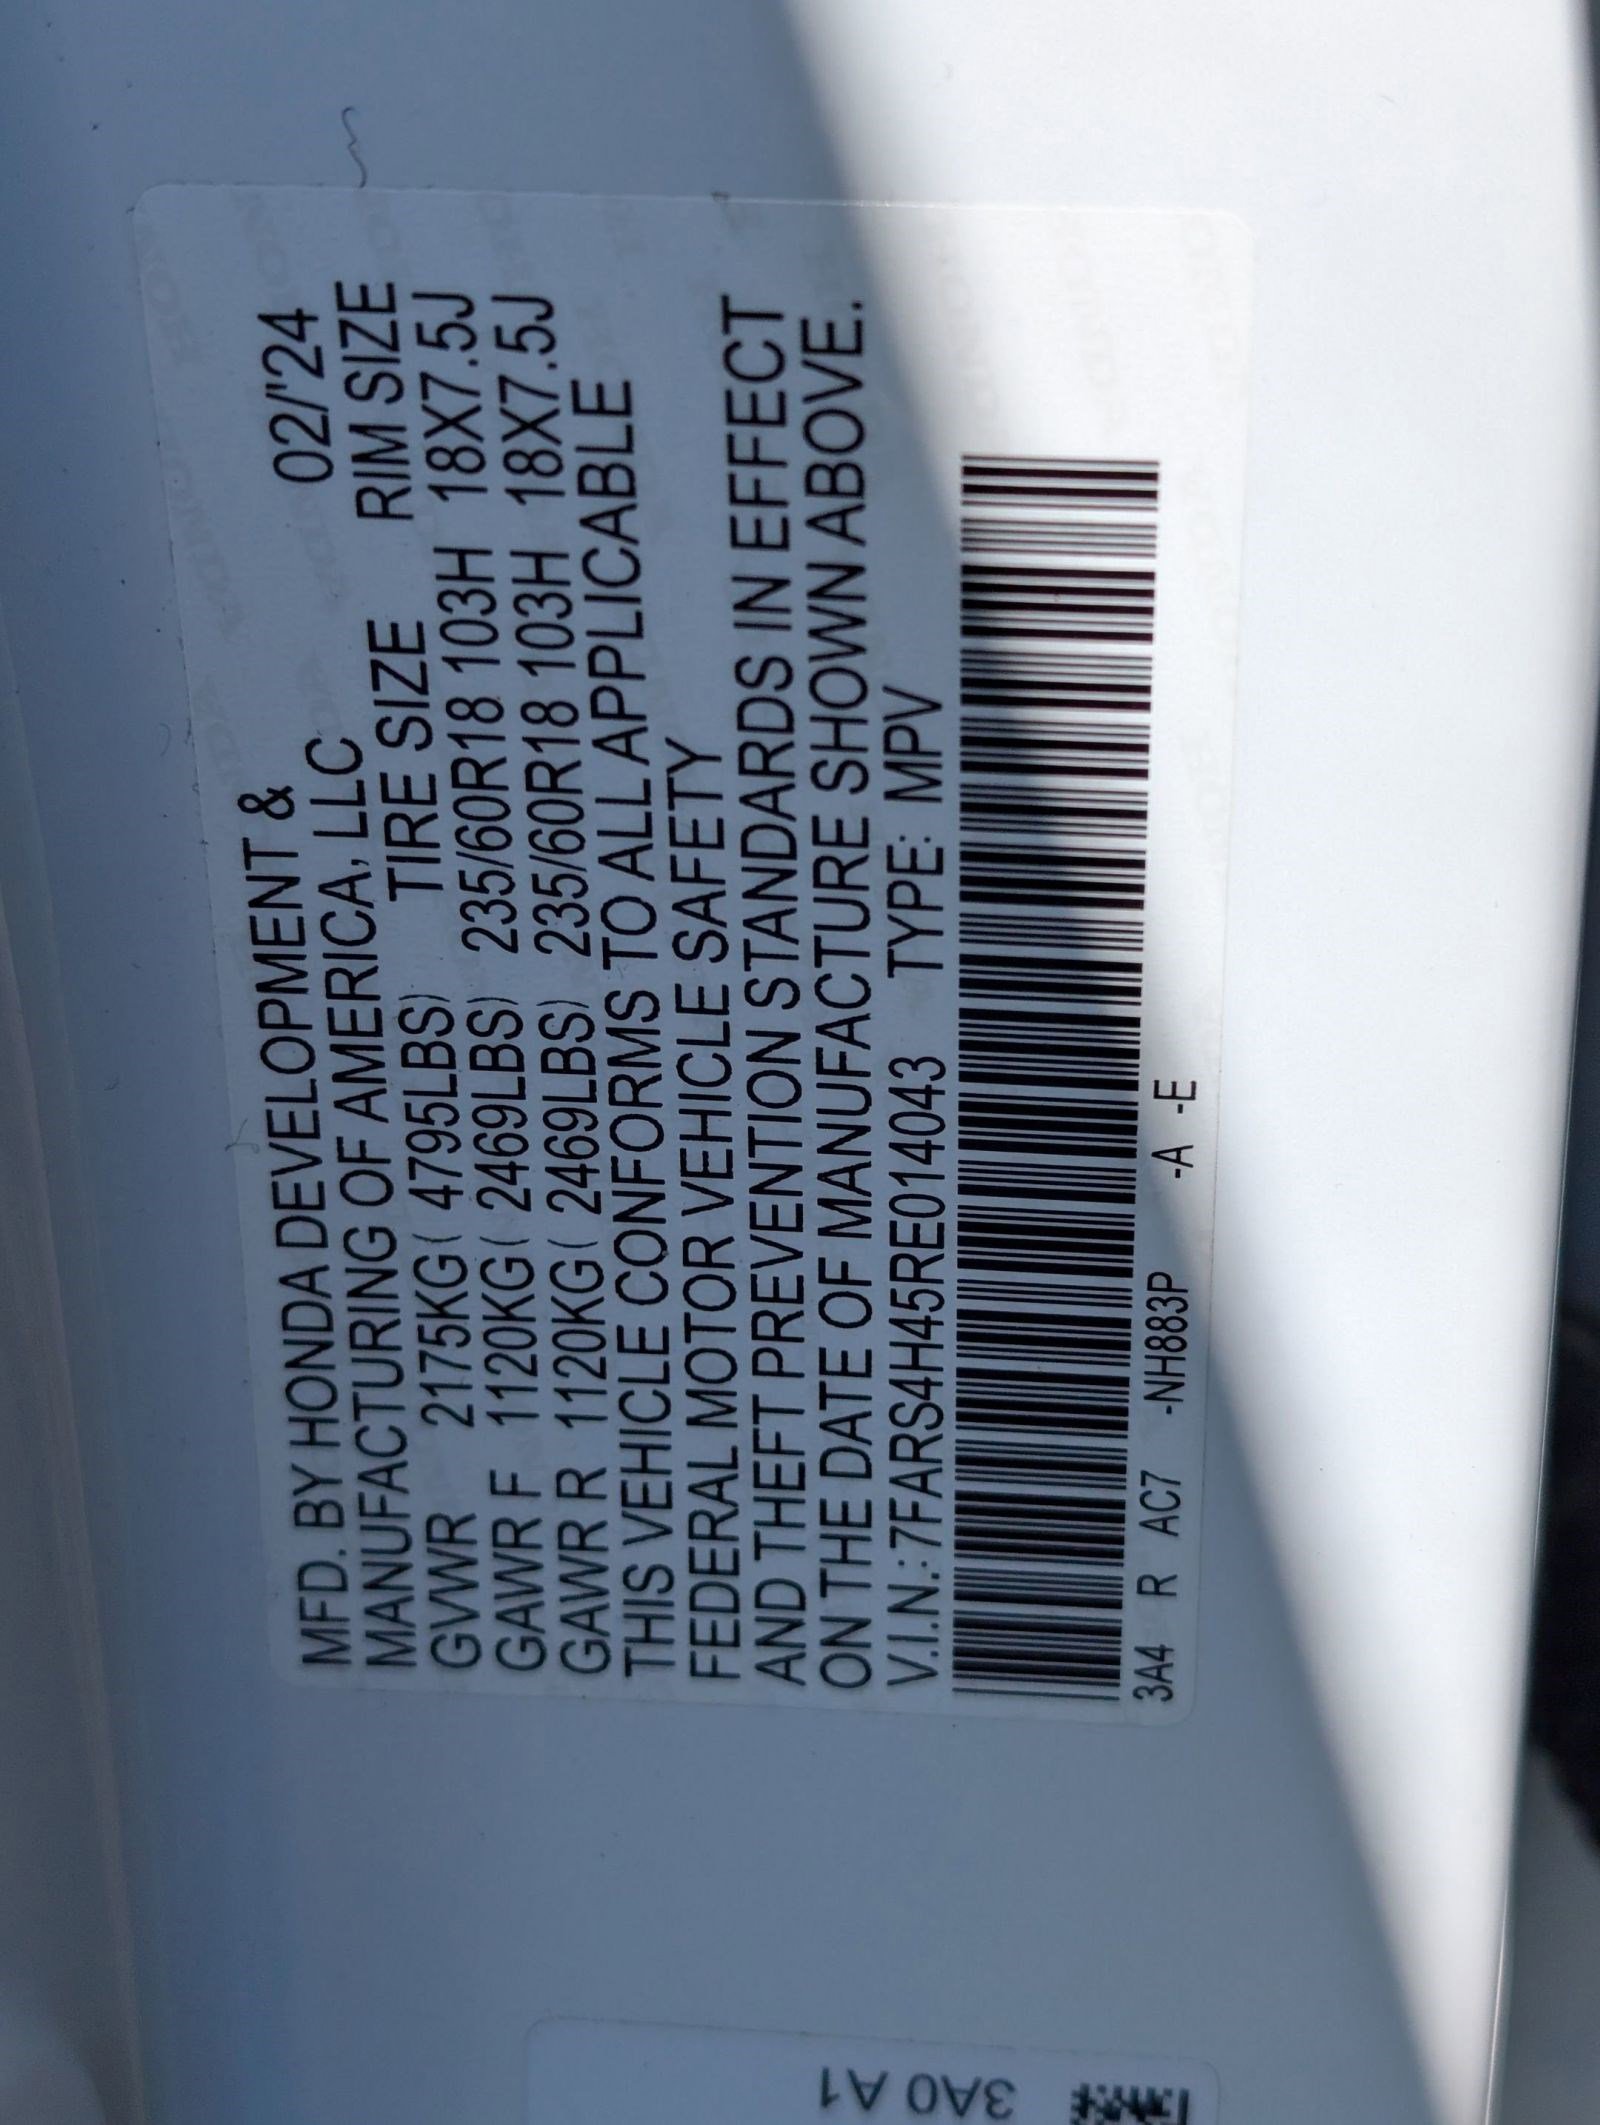 MFD. BY HONDA DEVELOPMENT & 02/'24
MANUFACTURING OF AMERICA, LLC
TIRE SIZE RIM SIZE
GVWR 2175KG( 4795LBS) 235/60R18 103H 18X7.5J
GAWR F 1120KG( 2469LBS) 235/60R18 103H 18X7.5J
GAWR R 1120KG( 2469LBS)
THIS VEHICLE CONFORMS TO ALL APPLICABLE
FEDERAL MOTOR VEHICLE SAFETY
AND THEFT PREVENTION STANDARDS IN EFFECT
ON THE DATE OF MANUFACTURE SHOWN ABOVE.
V.I.N.:7FARS4H45RE014043 TYPE: MPV
3A4 R AC7 -NH883P -A -E
3A0 A1